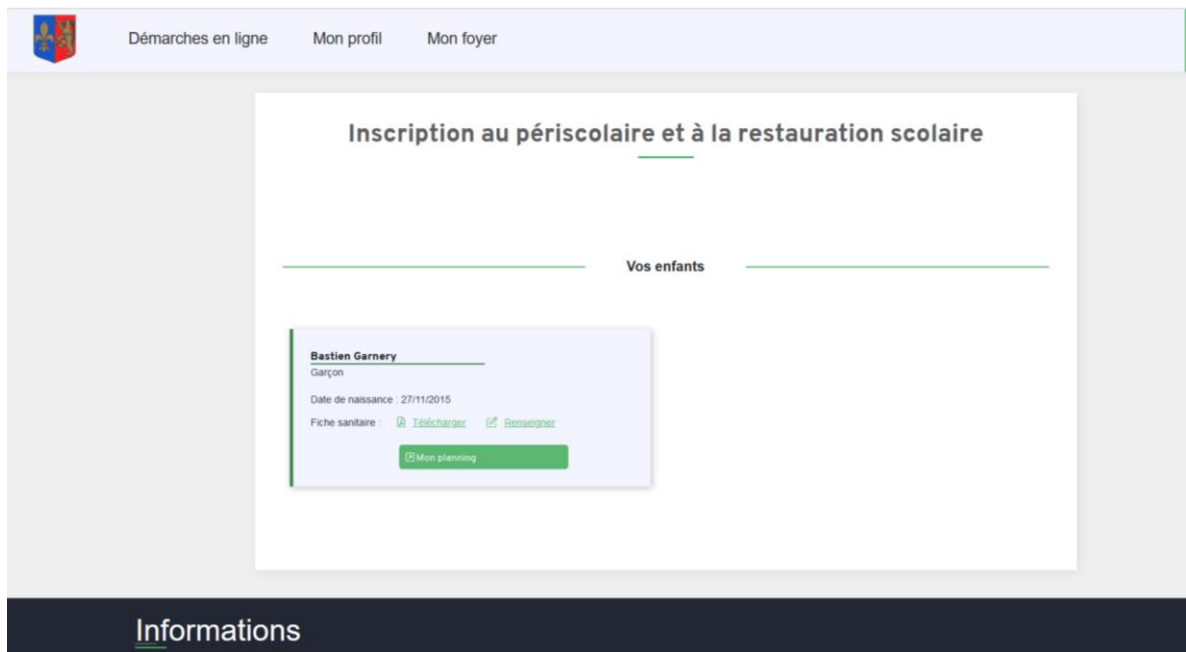 Démarches en ligne Mon profil Mon foyer
Inscription au périscolaire et à la restauration scolaire
Vos enfants
Bastien Garnery
Garçon
Date de naissance : 27/11/2015
Fiche sanitaire : Télécharger Renseigner
Mon planning
Informations